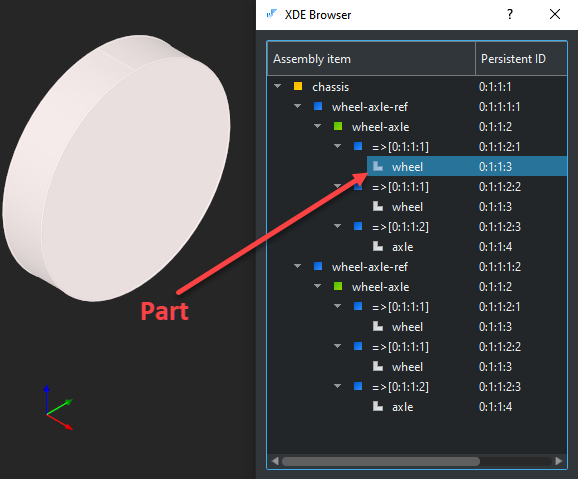 XDE Browser
?
Assembly item Persistent ID
chassis 0:1:1:1
wheel-axle-ref 0:1:1:1:1
wheel-axle 0:1:1:2
=>[0:1:1:1] 0:1:1:2:1
wheel 0:1:1:3
=>[0:1:1:1] 0:1:1:2:2
wheel 0:1:1:3
=>[0:1:1:2] 0:1:1:2:3
axle 0:1:1:4
wheel-axle-ref 0:1:1:1:2
wheel-axle 0:1:1:2
=>[0:1:1:1] 0:1:1:2:1
Part
wheel 0:1:1:3
=>[0:1:1:1] 0:1:1:2:2
wheel 0:1:1:3
=>[0:1:1:2] 0:1:1:2:3
axle 0:1:1:4